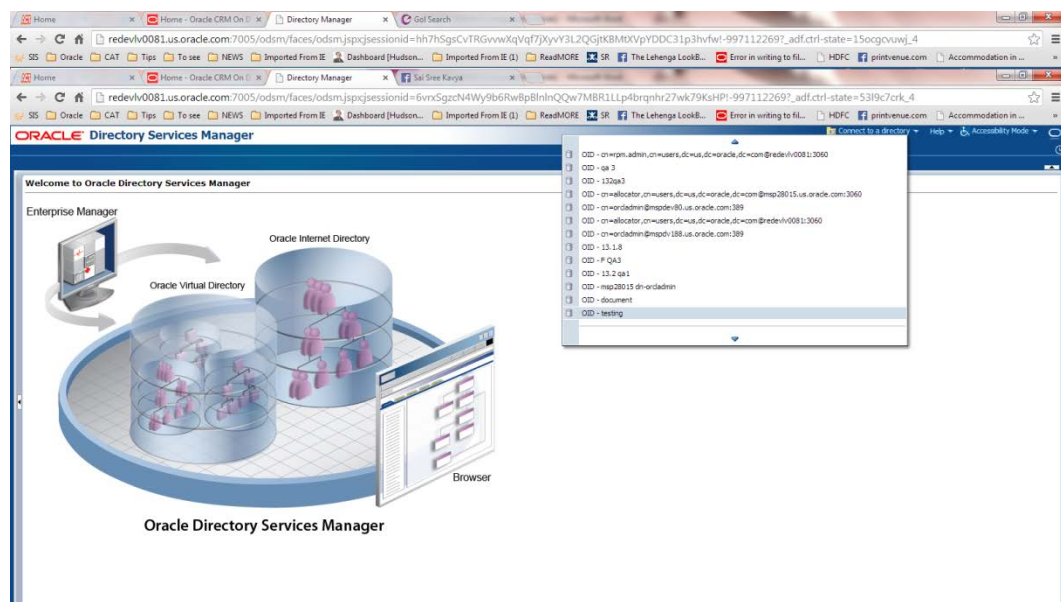 Home Home - Oracle CRM On D Directory Manager Gol Search
redevlv0081.us.oracle.com:7005/odsm/faces/odsm.jspx;jsessionid=hh7hSgsCvTRGvvwXqVqf7jXyvY3L2QGjtKBMtXVpYDDC31p3hvfw!-997112269?_adf.ctrl-state=15ocgcvuwj_4
SIS Oracle CAT Tips To see NEWS Imported From IE Dashboard [Hudson... Imported From IE (1) ReadMORE SR The Lehenga LookB... Error in writing to fil... HDFC printvenue.com Accommodation in ...
Home Home - Oracle CRM On D Directory Manager Sai Sree Kavya
redevlv0081.us.oracle.com:7005/odsm/faces/odsm.jspx;jsessionid=6vrxSgzcN4Wy9b6RwBpBlnInQQw7MBR1LLp4brqnhr27wk79KsHP!-997112269?_adf.ctrl-state=53l9c7crk_4
SIS Oracle CAT Tips To see NEWS Imported From IE Dashboard [Hudson... Imported From IE (1) ReadMORE SR The Lehenga LookB... Error in writing to fil... HDFC printvenue.com Accommodation in ...
ORACLE Directory Services Manager
Connect to a directory Help Accessibility Mode
OID - cn=rpm.admin,cn=users,dc=us,dc=oracle,dc=com@redevlv0081:3060
OID - qa 3
OID - 132qa3
OID - cn=allocator,cn=users,dc=us,dc=oracle,dc=com@msp28015.us.oracle.com:3060
OID - cn=orcladmin@mspdev80.us.oracle.com:389
OID - cn=allocator,cn=users,dc=us,dc=oracle,dc=com@redevlv0081:3060
OID - cn=orcladmin@mspdv188.us.oracle.com:389
OID - 13.1.8
OID - F QA3
OID - 13.2 qa1
OID - msp28015 dn-orcladmin
OID - document
OID - testing
Welcome to Oracle Directory Services Manager
Enterprise Manager
Oracle Internet Directory
Oracle Virtual Directory
Browser
Oracle Directory Services Manager